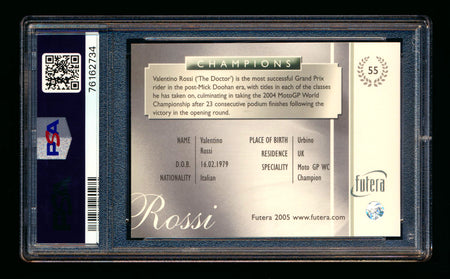 76162734
PSA
CHAMPIONS
Valentino Rossi ('The Doctor') is the most successful Grand Prix
rider in the post-Mick Doohan era, with titles in each of the classes
he has taken on, culminating in taking the 2004 MotoGP World
Championship after 23 consecutive podium finishes following the
victory in the opening round.
55
NAME Valentino
Rossi
D.O.B. 16.02.1979
NATIONALITY Italian
PLACE OF BIRTH Urbino
RESIDENCE UK
SPECIALITY Moto GP WC
Champion
futera
Rossi
Futera 2005 www.futera.com